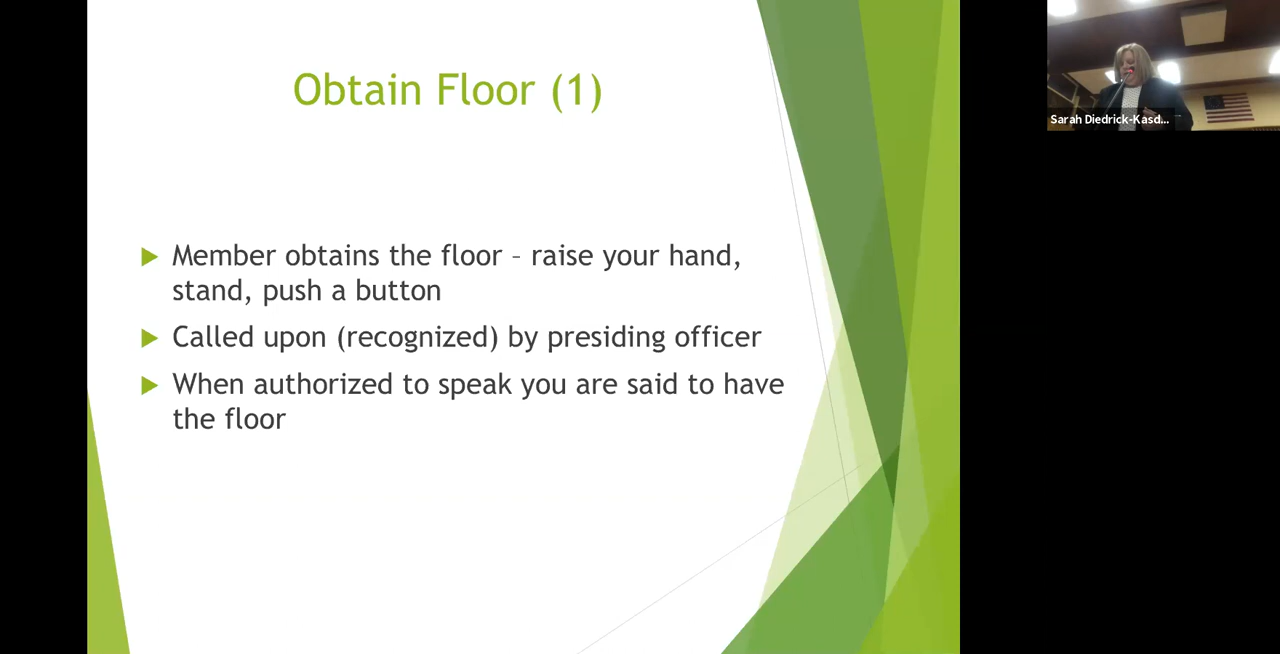 Obtain Floor (1)
Member obtains the floor – raise your hand,
stand, push a button
Called upon (recognized) by presiding officer
When authorized to speak you are said to have
the floor
Sarah Diedrick-Kasd...